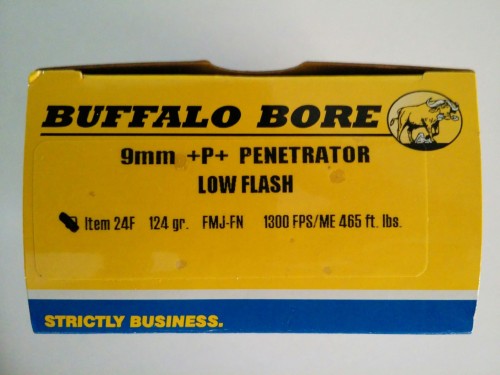 BUFFALO BORE
9mm +P+ PENETRATOR
LOW FLASH
Item 24F 124 gr. FMJ-FN 1300 FPS/ME 465 ft. lbs.
STRICTLY BUSINESS.